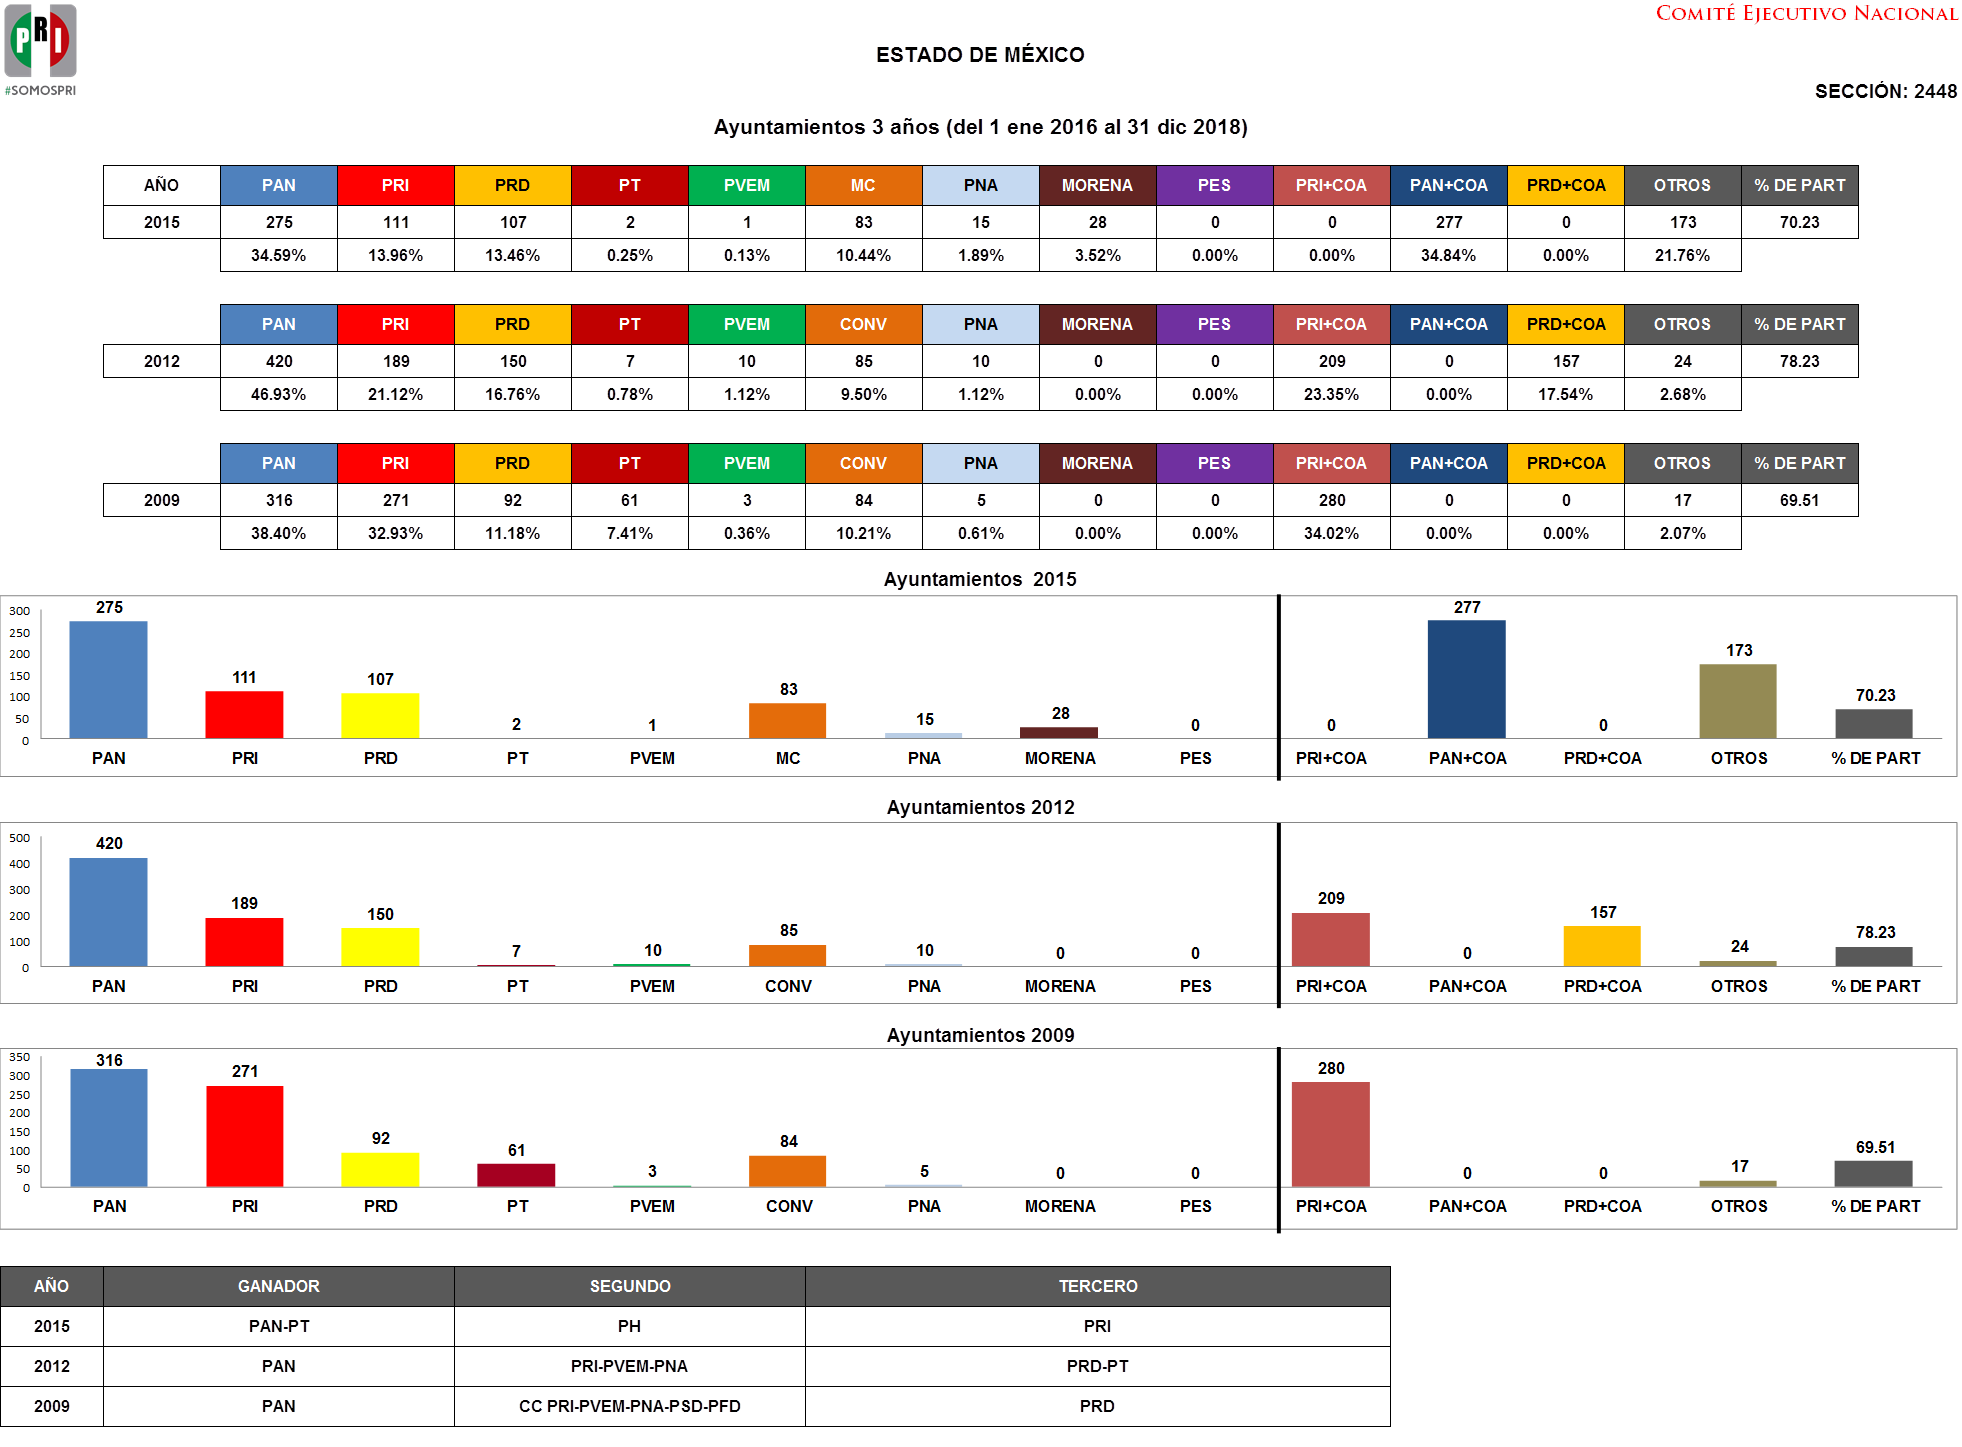 PRI
#SOMOSPRI
COMITÉ EJECUTIVO NACIONAL
ESTADO DE MÉXICO
SECCIÓN: 2448
Ayuntamientos 3 años (del 1 ene 2016 al 31 dic 2018)
AÑO PAN PRI PRD PT PVEM MC PNA MORENA PES PRI+COA PAN+COA PRD+COA OTROS % DE PART
2015 275 111 107 2 1 83 15 28 0 0 277 0 173 70.23
34.59% 13.96% 13.46% 0.25% 0.13% 10.44% 1.89% 3.52% 0.00% 0.00% 34.84% 0.00% 21.76%
PAN PRI PRD PT PVEM CONV PNA MORENA PES PRI+COA PAN+COA PRD+COA OTROS % DE PART
2012 420 189 150 7 10 85 10 0 0 209 0 157 24 78.23
46.93% 21.12% 16.76% 0.78% 1.12% 9.50% 1.12% 0.00% 0.00% 23.35% 0.00% 17.54% 2.68%
PAN PRI PRD PT PVEM CONV PNA MORENA PES PRI+COA PAN+COA PRD+COA OTROS % DE PART
2009 316 271 92 61 3 84 5 0 0 280 0 0 17 69.51
38.40% 32.93% 11.18% 7.41% 0.36% 10.21% 0.61% 0.00% 0.00% 34.02% 0.00% 0.00% 2.07%
Ayuntamientos 2015
300
250
200
150
100
50
0
275 111 107 2 1 83 15 28 0 0 277 0 173 70.23
PAN PRI PRD PT PVEM MC PNA MORENA PES PRI+COA PAN+COA PRD+COA OTROS % DE PART
Ayuntamientos 2012
500
400
300
200
100
0
420 189 150 7 10 85 10 0 0 209 0 157 24 78.23
PAN PRI PRD PT PVEM CONV PNA MORENA PES PRI+COA PAN+COA PRD+COA OTROS % DE PART
Ayuntamientos 2009
350
300
250
200
150
100
50
0
316 271 92 61 3 84 5 0 0 280 0 0 17 69.51
PAN PRI PRD PT PVEM CONV PNA MORENA PES PRI+COA PAN+COA PRD+COA OTROS % DE PART
AÑO GANADOR SEGUNDO TERCERO
2015 PAN-PT PH PRI
2012 PAN PRI-PVEM-PNA PRD-PT
2009 PAN CC PRI-PVEM-PNA-PSD-PFD PRD